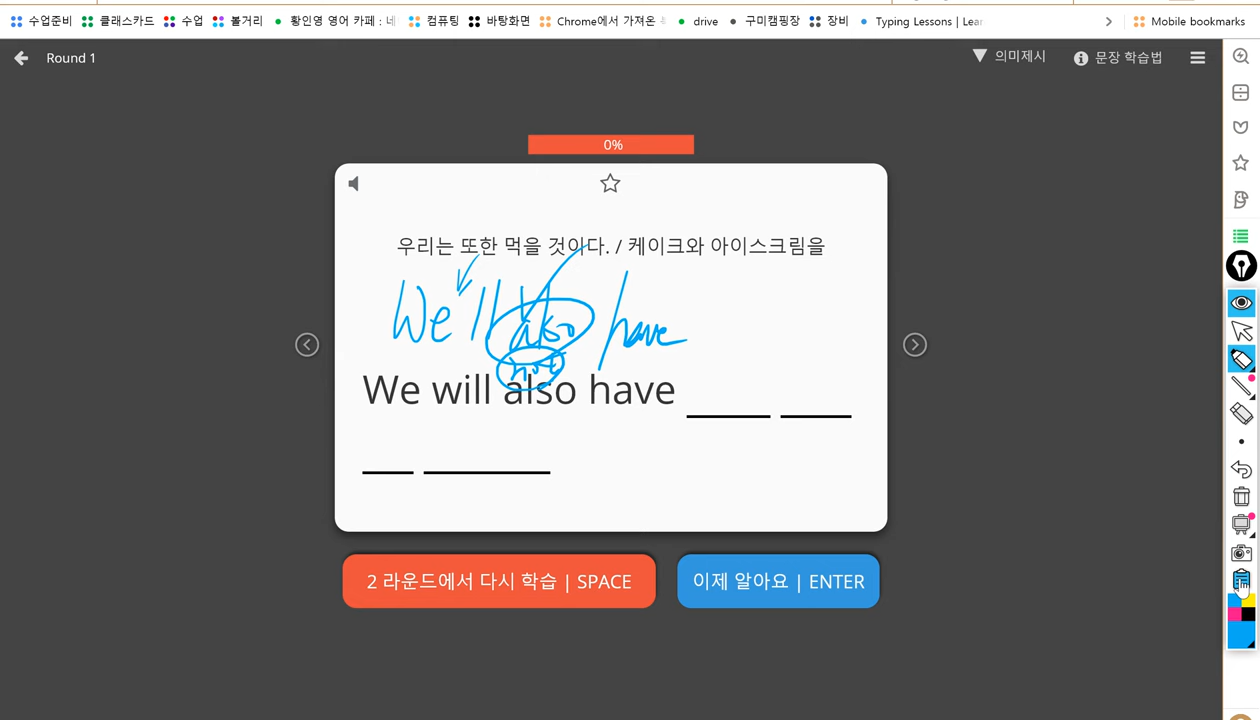 수업준비 클래스카드 수업 볼거리 황인영 영어 카페 : 네 컴퓨팅 바탕화면 Chrome에서 가져온 drive 구미캠핑장 장비 Typing Lessons | Lear Mobile bookmarks
Round 1 의미제시 문장 학습법
0%
우리는 또한 먹을 것이다. / 케이크와 아이스크림을
We'll also have
not
We will also have
2 라운드에서 다시 학습 | SPACE 이제 알아요 | ENTER